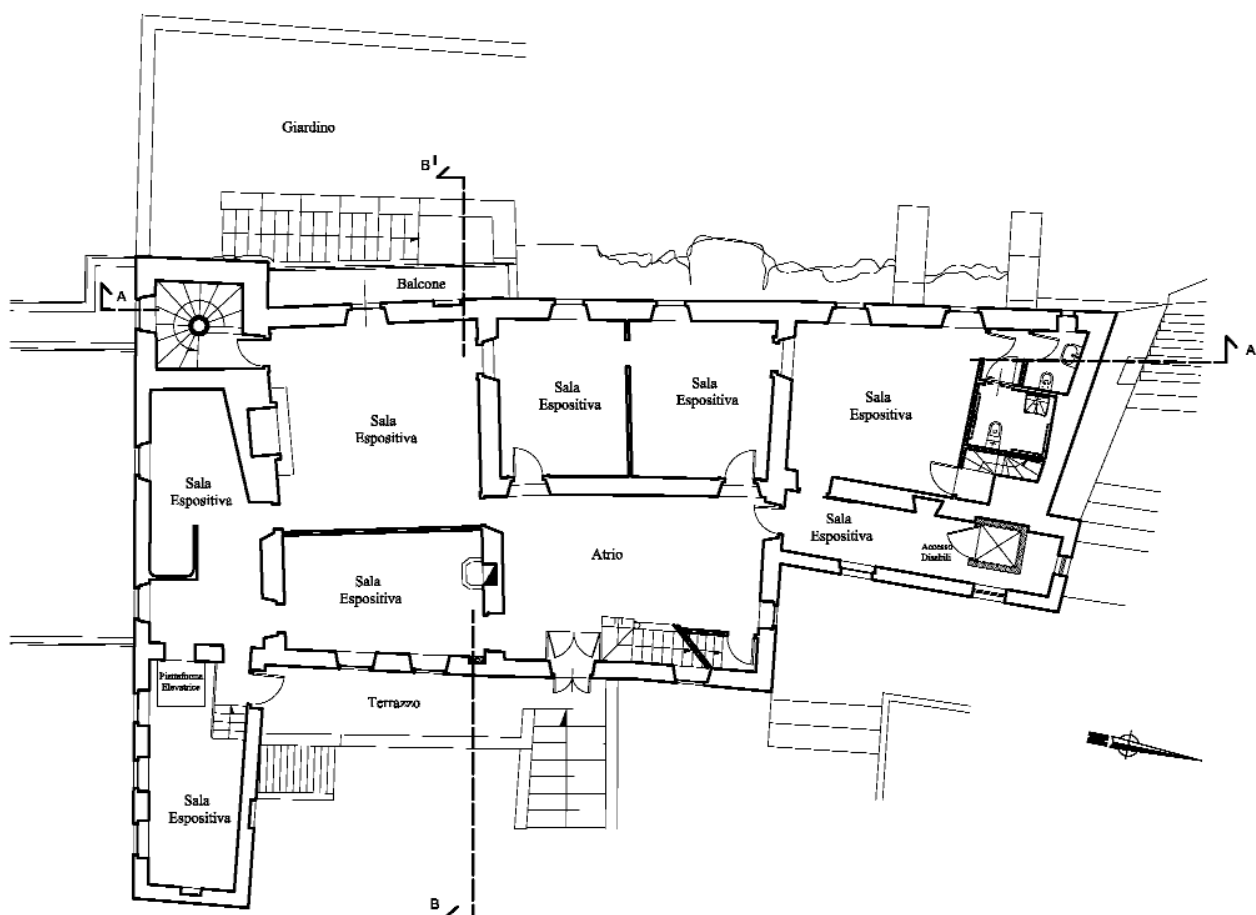 Giardino
B'
Balcone
A
A
Sala
Espositiva
Sala
Espositiva
Sala
Espositiva
Sala
Espositiva
Sala
Espositiva
Sala
Espositiva
Accesso
Disabili
Atrio
Sala
Espositiva
Piattaforma
Elevatrice
Terrazzo
Sala
Espositiva
B